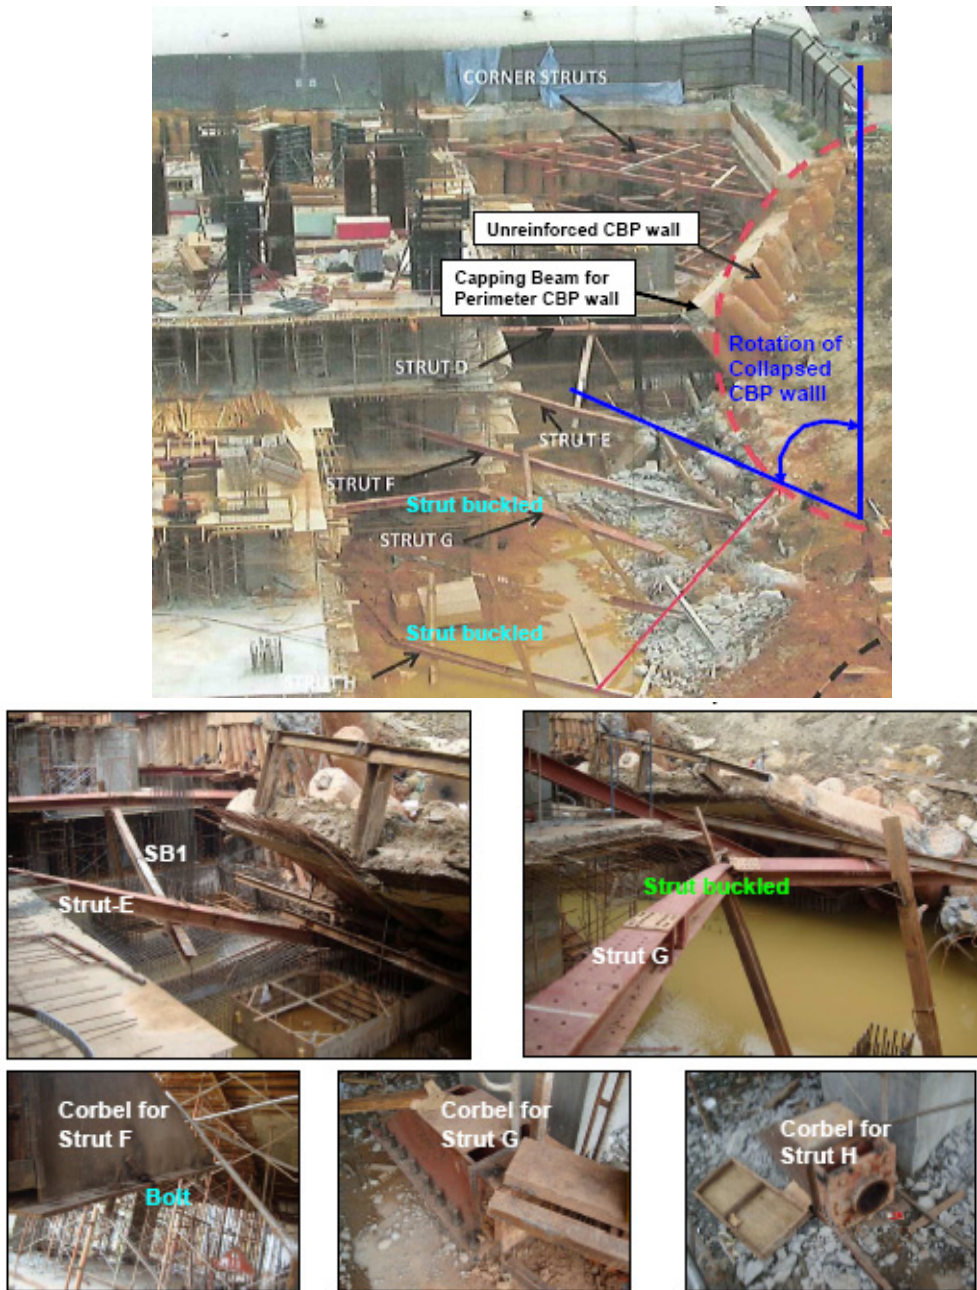 CORNER STRUTS
Unreinforced CBP wall
Capping Beam for
Perimeter CBP wall
Rotation of
Collapsed
CBP walll
STRUT D
STRUT E
STRUT F
Strut buckled
STRUT G
Strut buckled
STRUT H
SB1
Strut-E
Strut buckled
Strut G
Corbel for
Strut F
Bolt
Corbel for
Strut G
Corbel for
Strut H